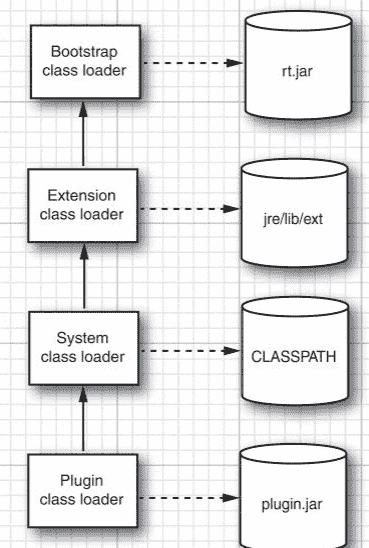 Bootstrap
class loader
rt.jar
Extension
class loader
jre/lib/ext
System
class loader
CLASSPATH
Plugin
class loader
plugin.jar